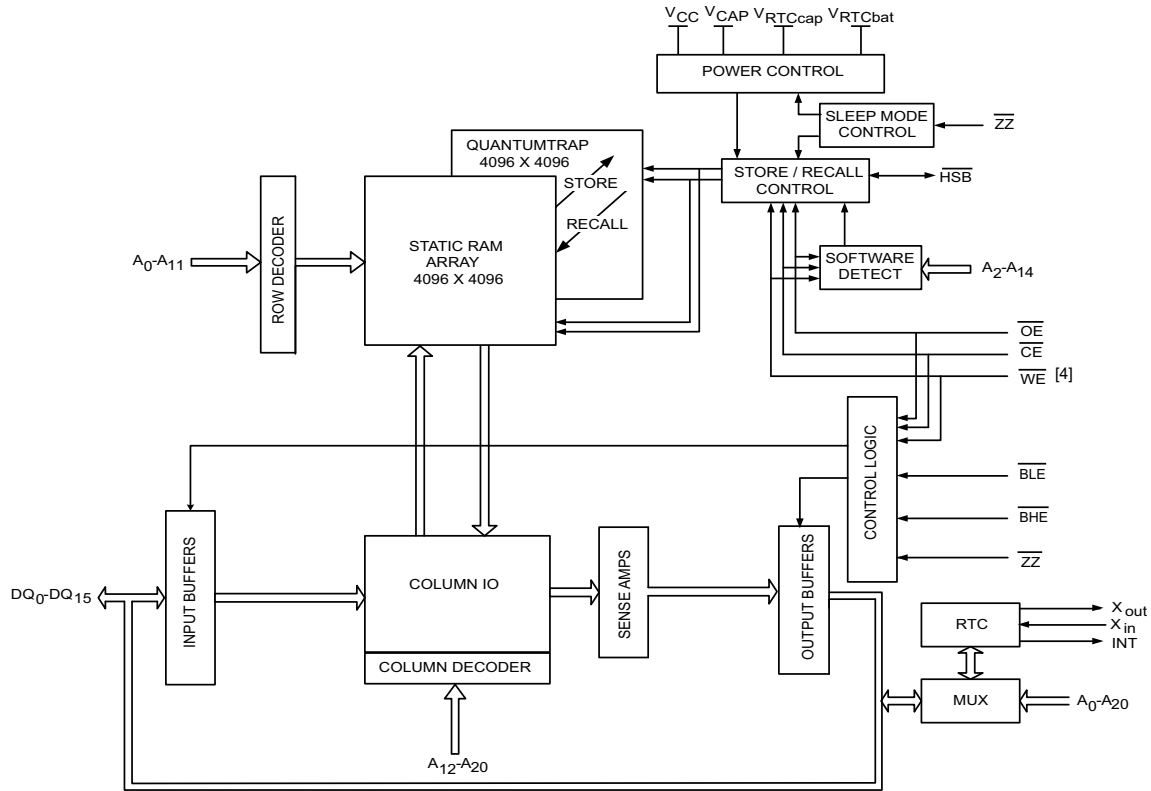 VCC VCAP VRTCcap VRTCbat
POWER CONTROL
SLEEP MODE
CONTROL
ZZ
QUANTUMTRAP
4096 X 4096
STORE
RECALL
STORE / RECALL
CONTROL
HSB
STATIC RAM
ARRAY
4096 X 4096
ROW DECODER
A0-A11
SOFTWARE
DETECT
A2-A14
OE
CE
WE [4]
CONTROL LOGIC
BLE
BHE
ZZ
DQ0-DQ15
INPUT BUFFERS
COLUMN IO
COLUMN DECODER
SENSE AMPS
OUTPUT BUFFERS
A12-A20
RTC
Xout
Xin
INT
MUX
A0-A20